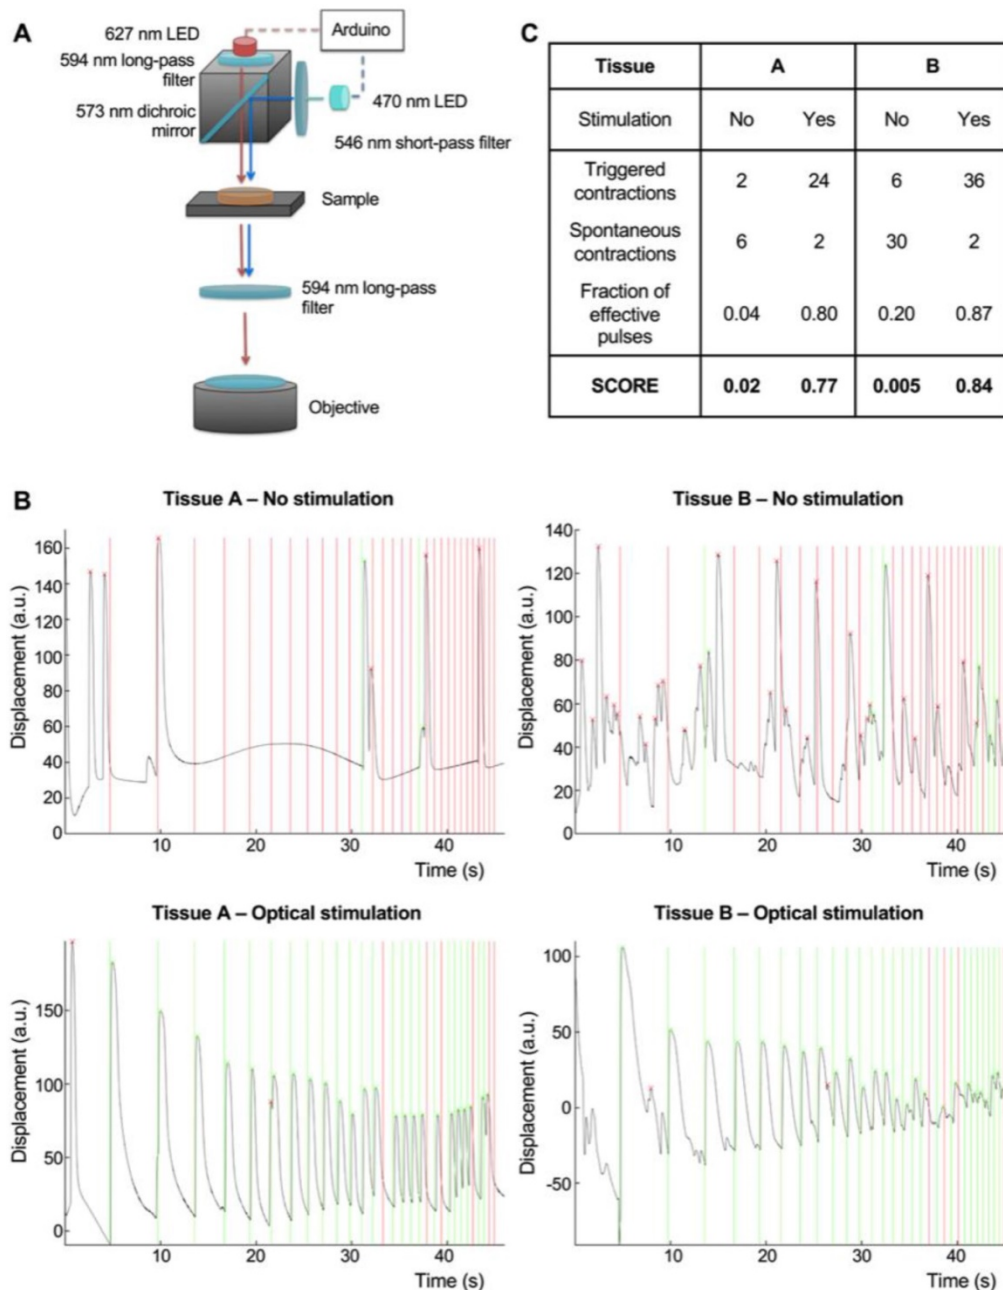 A
627 nm LED
Arduino
594 nm long-pass
filter
573 nm dichroic
mirror
470 nm LED
546 nm short-pass filter
Sample
594 nm long-pass
filter
Objective
C
Tissue A B
Stimulation No Yes No Yes
Triggered
contractions 2 24 6 36
Spontaneous
contractions 6 2 30 2
Fraction of
effective
pulses 0.04 0.80 0.20 0.87
SCORE 0.02 0.77 0.005 0.84
B
Tissue A – No stimulation
Displacement (a.u.)
160
140
120
100
80
60
40
20
0
10 20 30 40
Time (s)
Tissue B – No stimulation
Displacement (a.u.)
140
120
100
80
60
40
20
0
10 20 30 40
Time (s)
Tissue A – Optical stimulation
Displacement (a.u.)
150
100
50
0
10 20 30 40
Time (s)
Tissue B – Optical stimulation
Displacement (a.u.)
100
50
0
-50
10 20 30 40
Time (s)